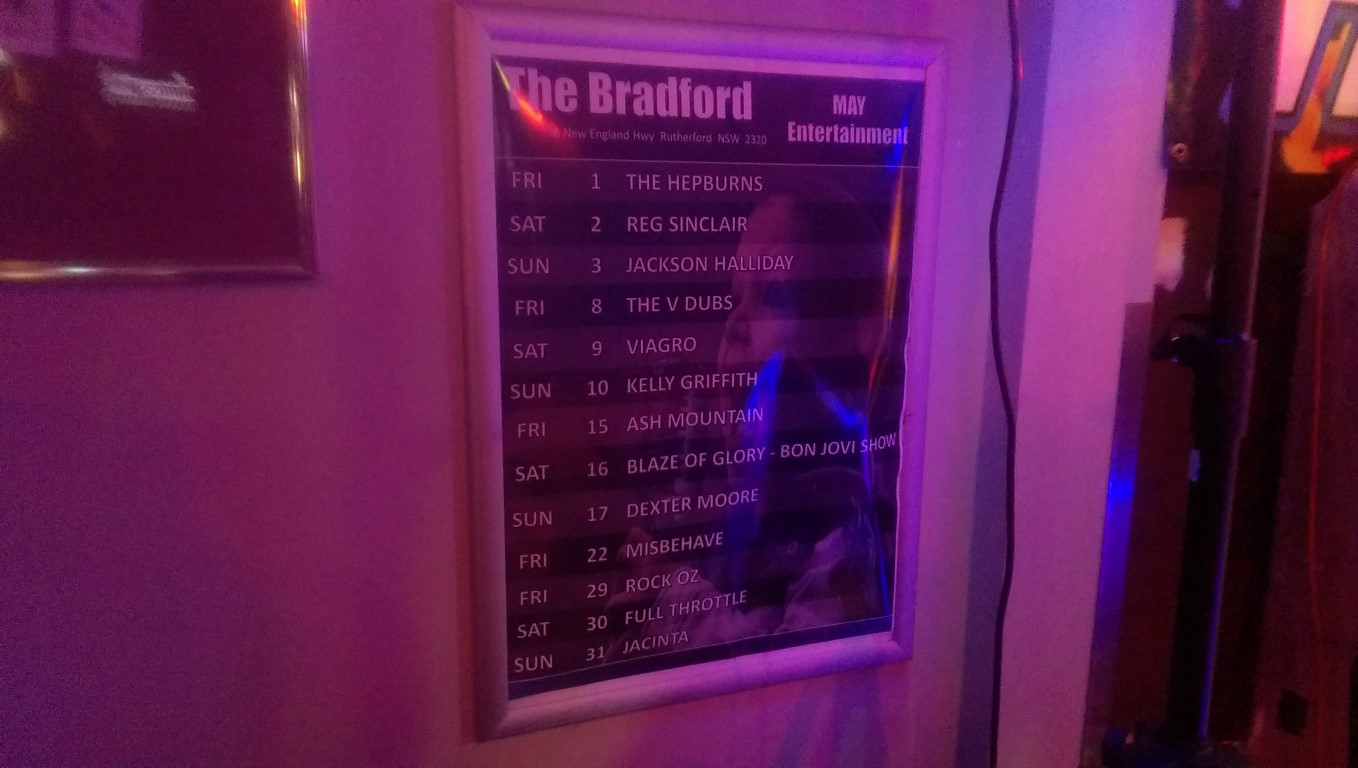 The Bradford
New England Hwy Rutherford NSW 2320
MAY
Entertainment
FRI 1 THE HEPBURNS
SAT 2 REG SINCLAIR
SUN 3 JACKSON HALLIDAY
FRI 8 THE V DUBS
SAT 9 VIAGRO
SUN 10 KELLY GRIFFITH
FRI 15 ASH MOUNTAIN
SAT 16 BLAZE OF GLORY - BON JOVI SHOW
SUN 17 DEXTER MOORE
FRI 22 MISBEHAVE
FRI 29 ROCK OZ
SAT 30 FULL THROTTLE
SUN 31 JACINTA